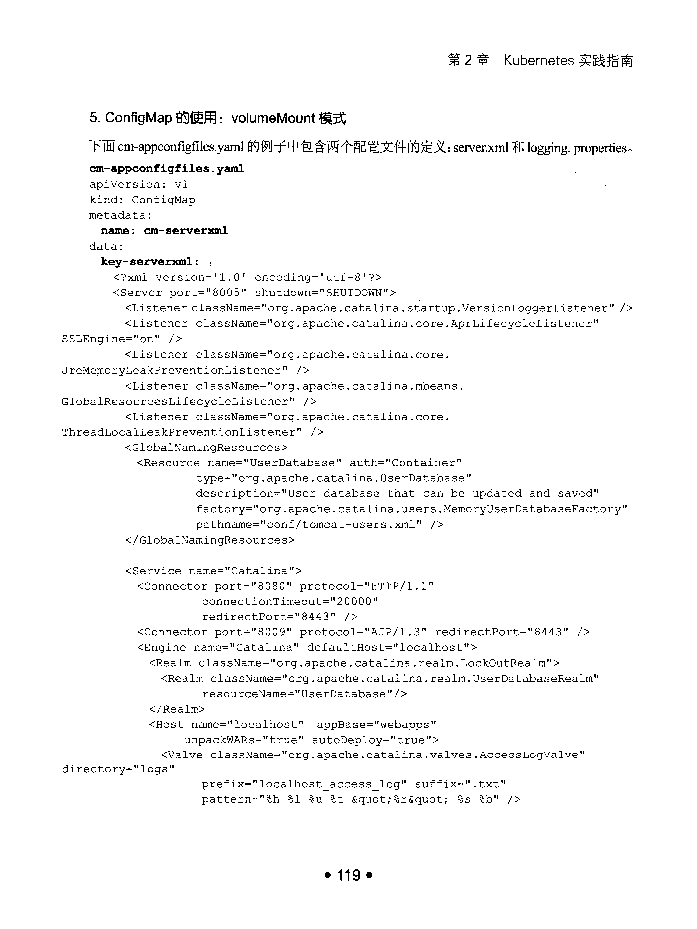 第 2 章 Kubernetes 实践指南
5. ConfigMap 的使用：volumeMount 模式
下面 cm-appconfigfiles.yaml 的例子中包含两个配置文件的定义：server.xml 和 logging. properties。
cm-appconfigfiles.yaml
apiVersion: v1
kind: ConfigMap
metadata:
name: cm-serverxml
data:
key-serverxml: |
<?xml version='1.0' encoding='utf-8'?>
<Server port="8005" shutdown="SHUTDOWN">
<Listener className="org.apache.catalina.startup.VersionLoggerListener" />
<Listener className="org.apache.catalina.core.AprLifecycleListener"
SSLEngine="on" />
<Listener className="org.apache.catalina.core.
JreMemoryLeakPreventionListener" />
<Listener className="org.apache.catalina.mbeans.
GlobalResourcesLifecycleListener" />
<Listener className="org.apache.catalina.core.
ThreadLocalLeakPreventionListener" />
<GlobalNamingResources>
<Resource name="UserDatabase" auth="Container"
type="org.apache.catalina.UserDatabase"
description="User database that can be updated and saved"
factory="org.apache.catalina.users.MemoryUserDatabaseFactory"
pathname="conf/tomcat-users.xml" />
</GlobalNamingResources>
<Service name="Catalina">
<Connector port="8080" protocol="HTTP/1.1"
connectionTimeout="20000"
redirectPort="8443" />
<Connector port="8009" protocol="AJP/1.3" redirectPort="8443" />
<Engine name="Catalina" defaultHost="localhost">
<Realm className="org.apache.catalina.realm.LockOutRealm">
<Realm className="org.apache.catalina.realm.UserDatabaseRealm"
resourceName="UserDatabase"/>
</Realm>
<Host name="localhost" appBase="webapps"
unpackWARs="true" autoDeploy="true">
<Valve className="org.apache.catalina.valves.AccessLogValve"
directory="logs"
prefix="localhost_access_log" suffix=".txt"
pattern="%h %l %u %t &quot;%r&quot; %s %b" />
• 119 •